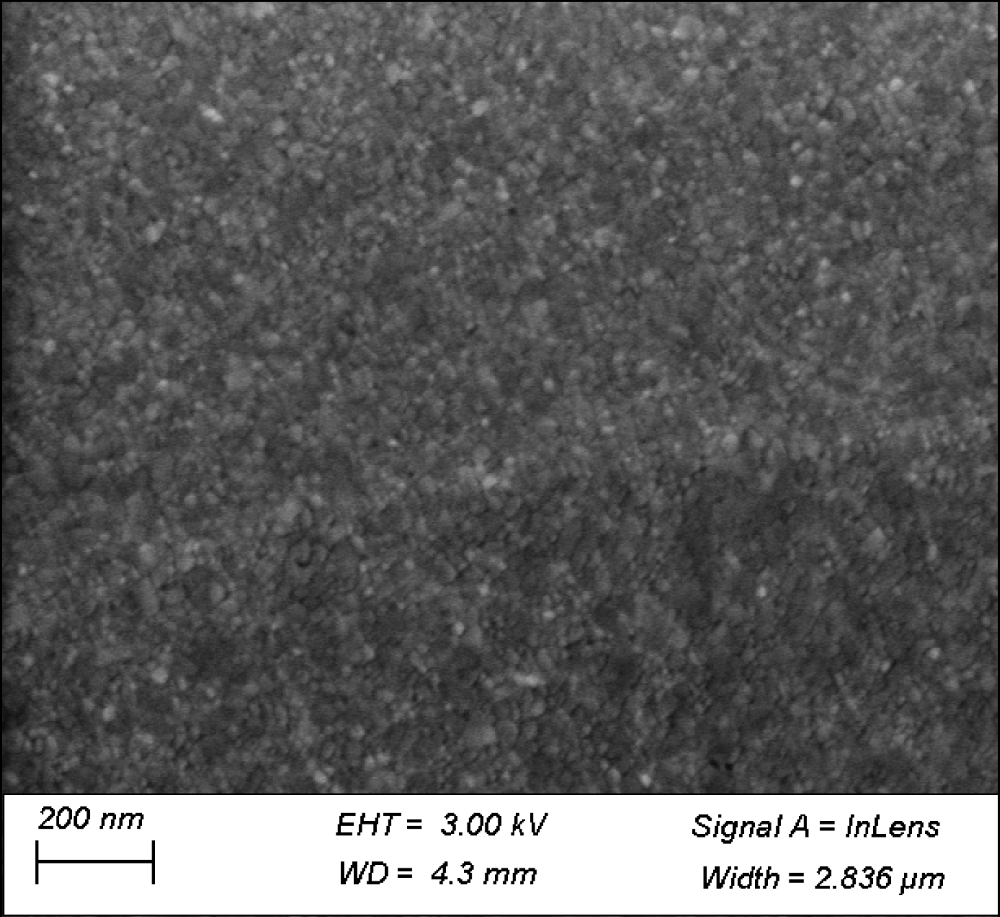 200 nm
EHT = 3.00 kV
WD = 4.3 mm
Signal A = InLens
Width = 2.836 µm